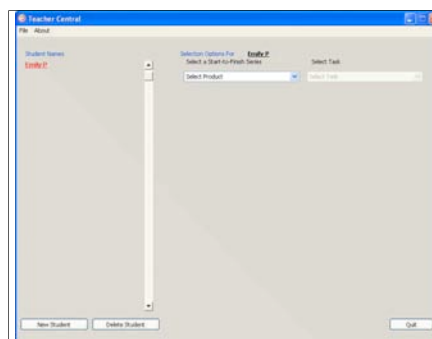 Teacher Central
File About
Student Names
Emily P
Selection Options For Emily P
Select a Start-to-Finish Series Select Task
Select Product Select Task
New Student Delete Student Quit